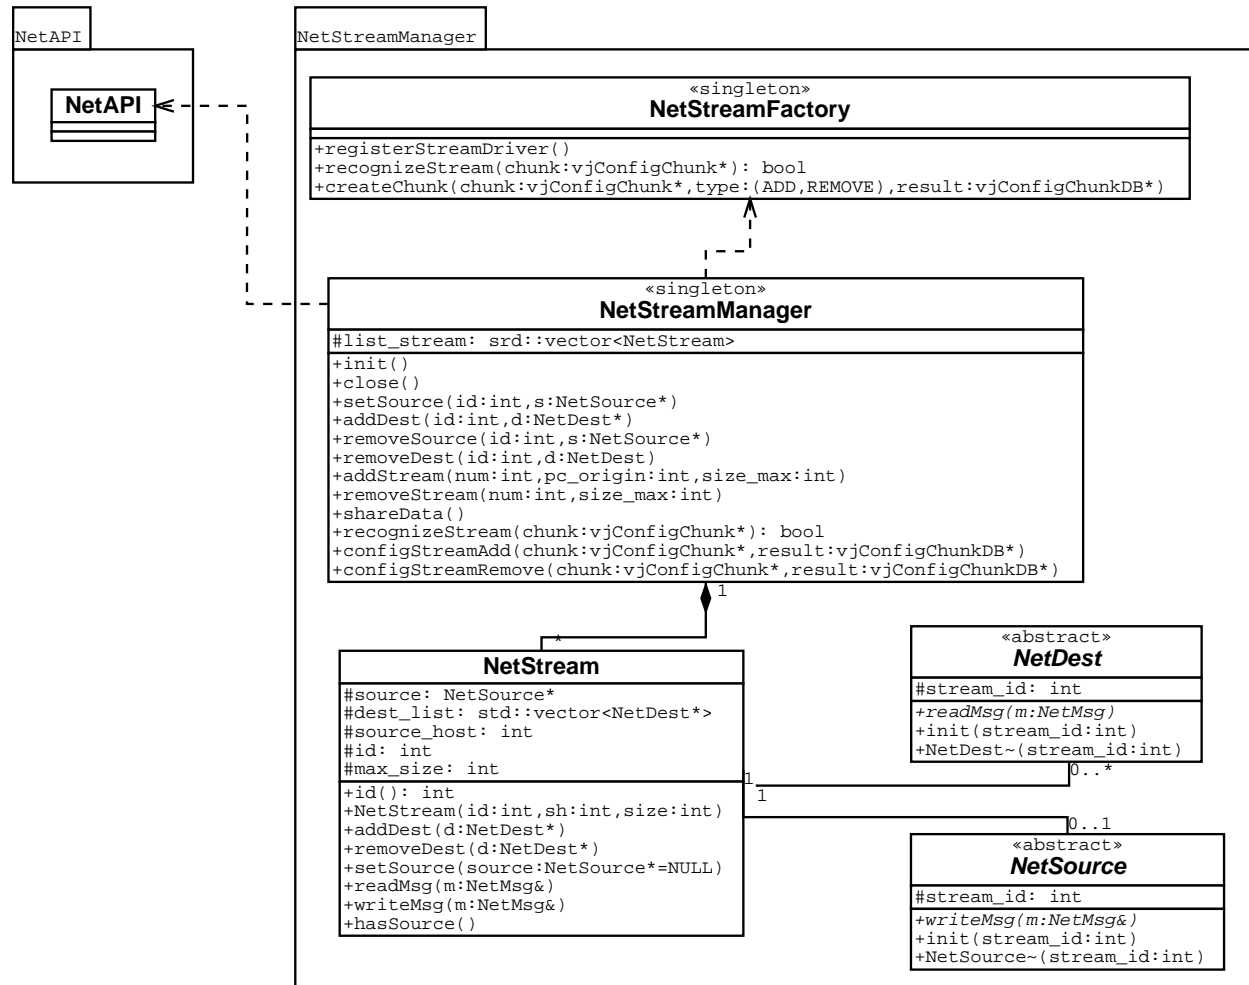 NetAPI
NetStreamManager
NetAPI
«singleton»
NetStreamFactory
+registerStreamDriver()
+recognizeStream(chunk:vjConfigChunk*): bool
+createChunk(chunk:vjConfigChunk*,type:(ADD,REMOVE),result:vjConfigChunkDB*)
«singleton»
NetStreamManager
#list_stream: srd::vector<NetStream>
+init()
+close()
+setSource(id:int,s:NetSource*)
+addDest(id:int,d:NetDest*)
+removeSource(id:int,s:NetSource*)
+removeDest(id:int,d:NetDest)
+addStream(num:int,pc_origin:int,size_max:int)
+removeStream(num:int,size_max:int)
+shareData()
+recognizeStream(chunk:vjConfigChunk*): bool
+configStreamAdd(chunk:vjConfigChunk*,result:vjConfigChunkDB*)
+configStreamRemove(chunk:vjConfigChunk*,result:vjConfigChunkDB*)
1
*
NetStream
#source: NetSource*
#dest_list: std::vector<NetDest*>
#source_host: int
#id: int
#max_size: int
+id(): int
+NetStream(id:int,sh:int,size:int)
+addDest(d:NetDest*)
+removeDest(d:NetDest*)
+setSource(source:NetSource*=NULL)
+readMsg(m:NetMsg&)
+writeMsg(m:NetMsg&)
+hasSource()
«abstract»
NetDest
#stream_id: int
+readMsg(m:NetMsg)
+init(stream_id:int)
+NetDest~(stream_id:int)
1
0..*
1
0..1
«abstract»
NetSource
#stream_id: int
+writeMsg(m:NetMsg&)
+init(stream_id:int)
+NetSource~(stream_id:int)